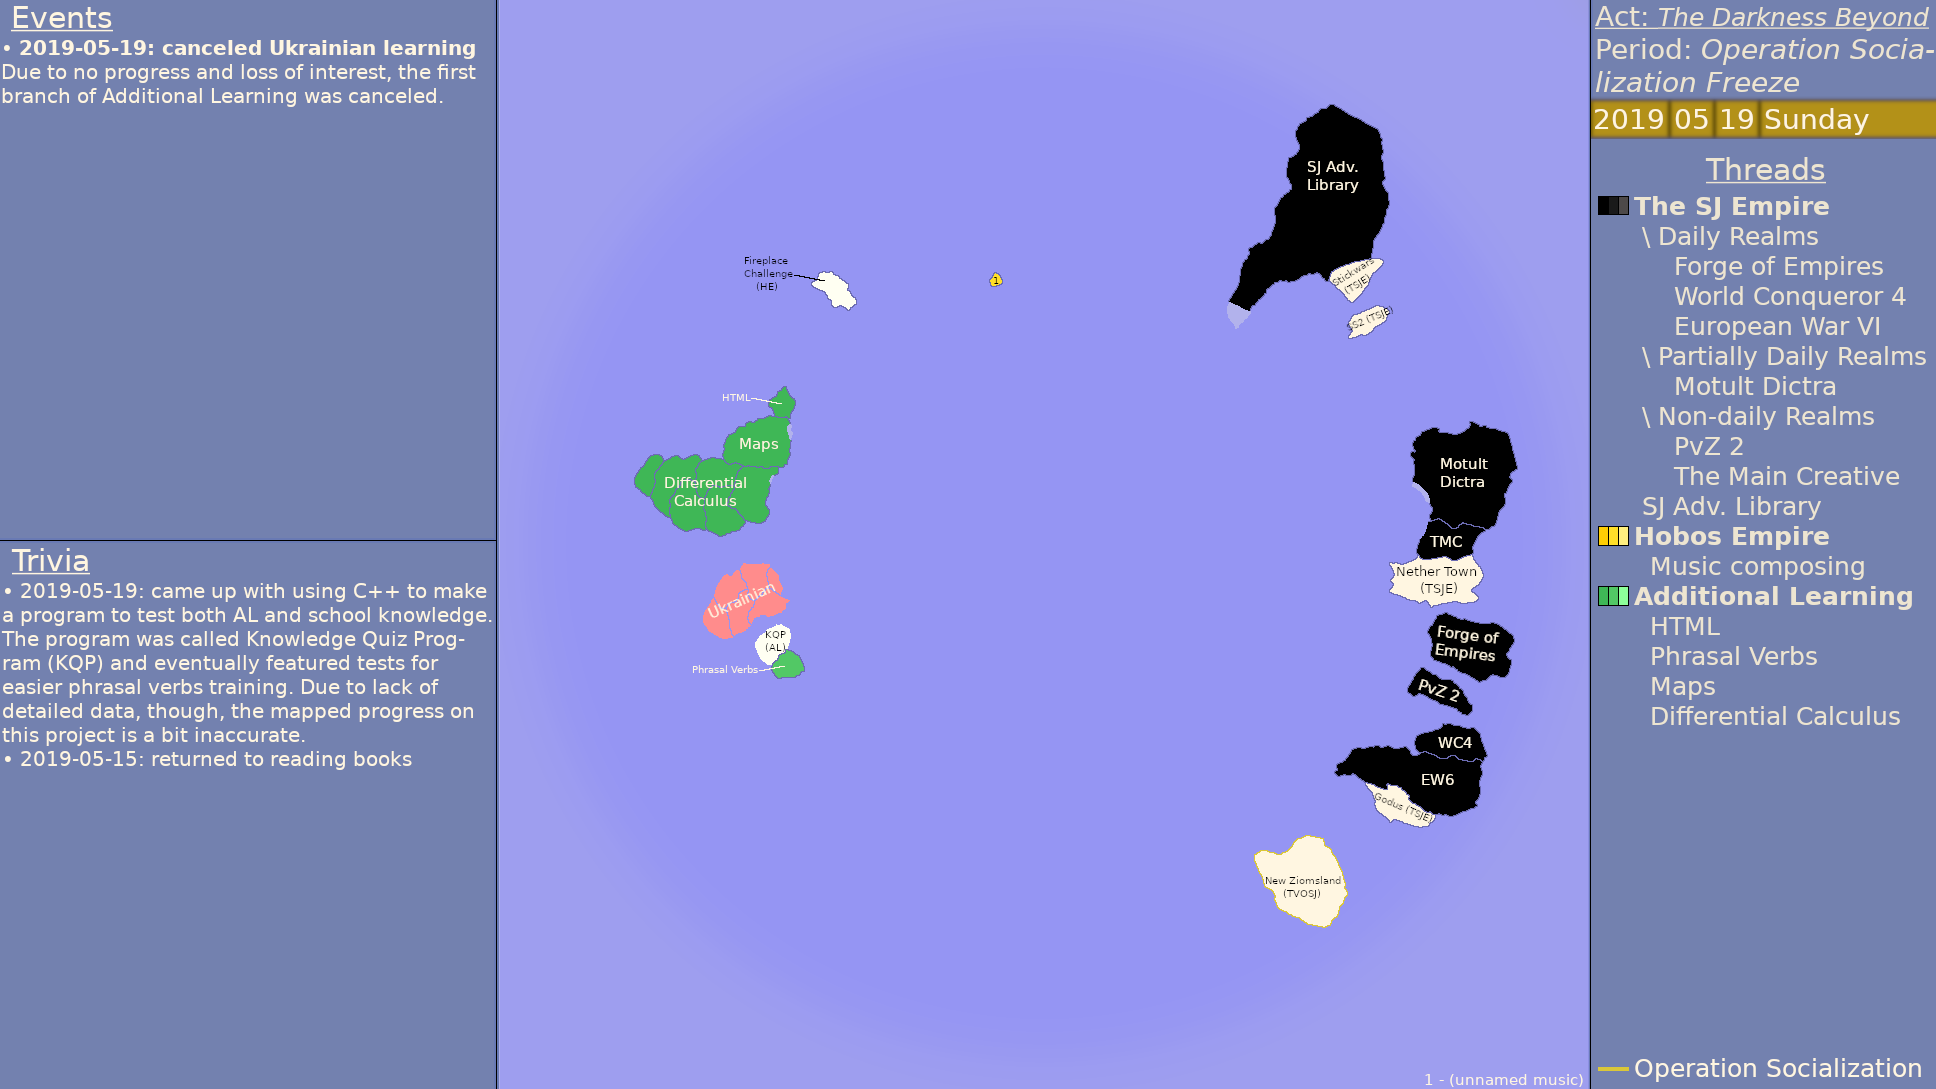 Events
• 2019-05-19: canceled Ukrainian learning
Due to no progress and loss of interest, the first
branch of Additional Learning was canceled.
Trivia
• 2019-05-19: came up with using C++ to make
a program to test both AL and school knowledge.
The program was called Knowledge Quiz Prog-
ram (KQP) and eventually featured tests for
easier phrasal verbs training. Due to lack of
detailed data, though, the mapped progress on
this project is a bit inaccurate.
• 2019-05-15: returned to reading books
SJ Adv.
Library
Fireplace
Challenge
(HE)
1
Stickwars
(TSJE)
SS2 (TSJE)
HTML
Maps
Differential
Calculus
Motult
Dictra
TMC
Nether Town
(TSJE)
Ukrainian
KQP
(AL)
Phrasal Verbs
Forge of
Empires
PvZ 2
WC4
EW6
Godus (TSJE)
New Ziomsland
(TVOSJ)
1 - (unnamed music)
Act: The Darkness Beyond
Period: Operation Socia-
lization Freeze
2019 05 19 Sunday
Threads
The SJ Empire
\ Daily Realms
Forge of Empires
World Conqueror 4
European War VI
\ Partially Daily Realms
Motult Dictra
\ Non-daily Realms
PvZ 2
The Main Creative
SJ Adv. Library
Hobos Empire
Music composing
Additional Learning
HTML
Phrasal Verbs
Maps
Differential Calculus
Operation Socialization